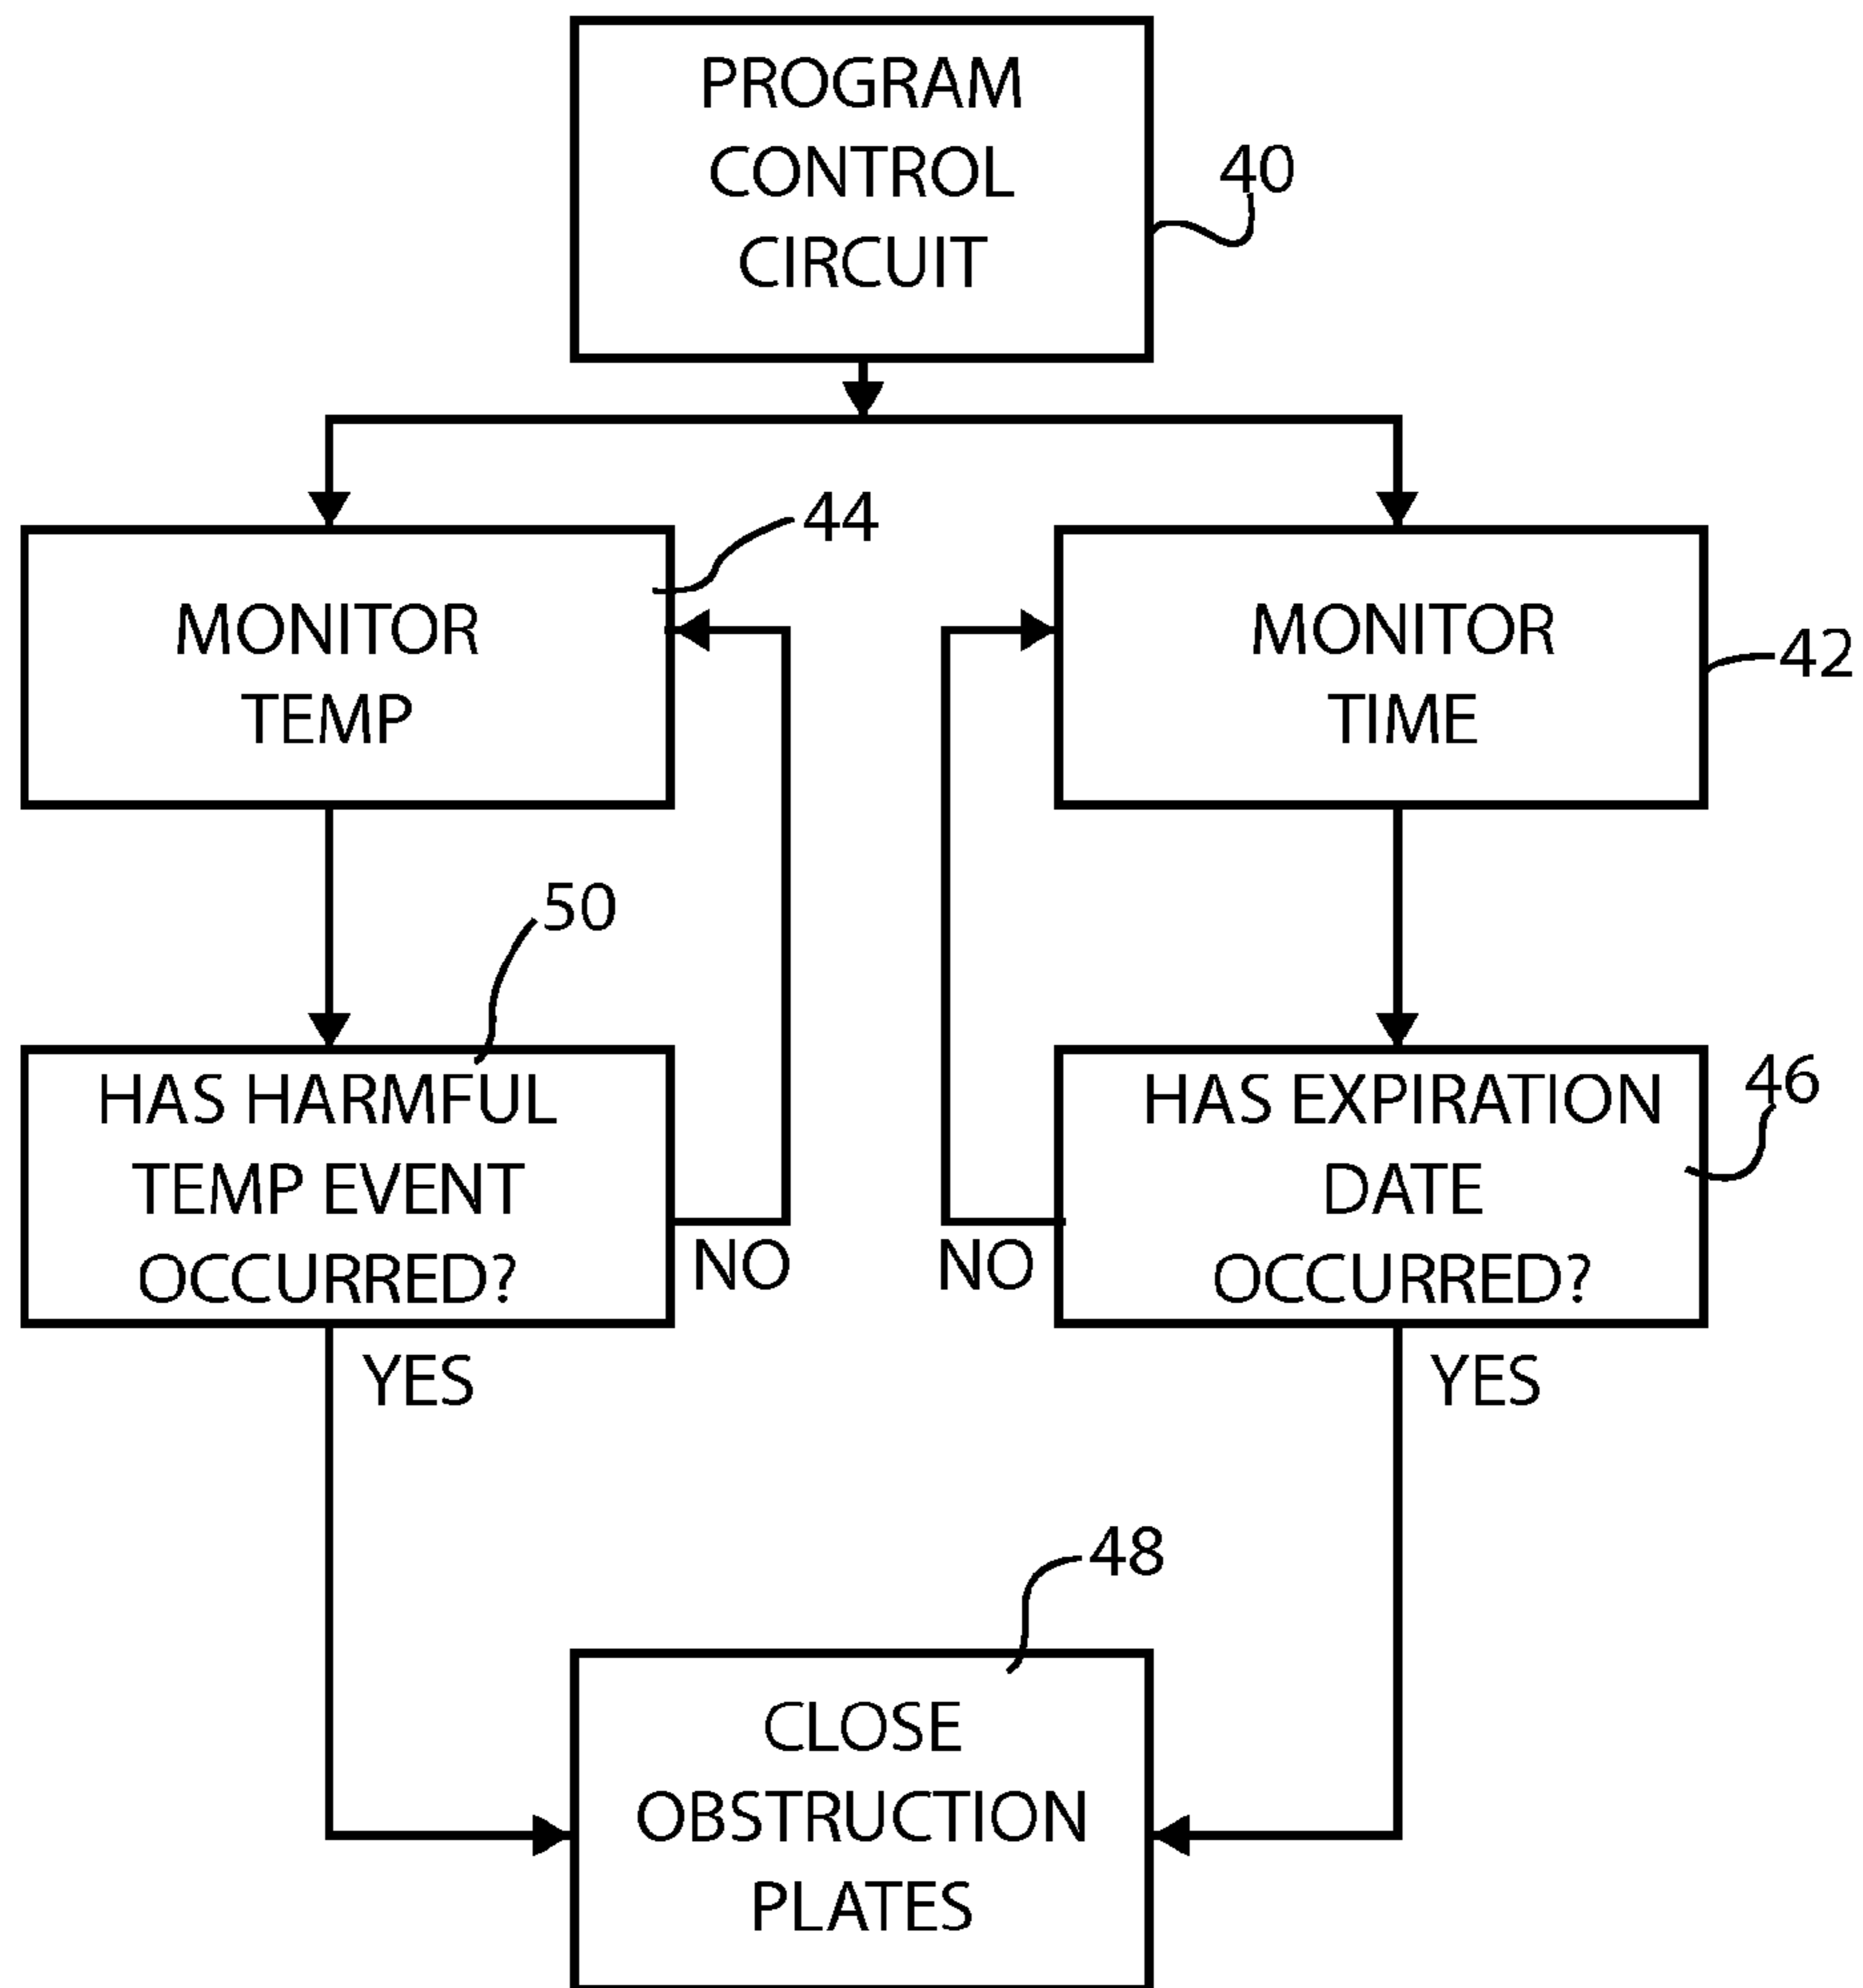 PROGRAM
CONTROL
CIRCUIT
40
44
MONITOR
TEMP
MONITOR
TIME
42
50
HAS HARMFUL
TEMP EVENT
OCCURRED?
NO
NO
HAS EXPIRATION
DATE
OCCURRED?
46
YES
YES
48
CLOSE
OBSTRUCTION
PLATES